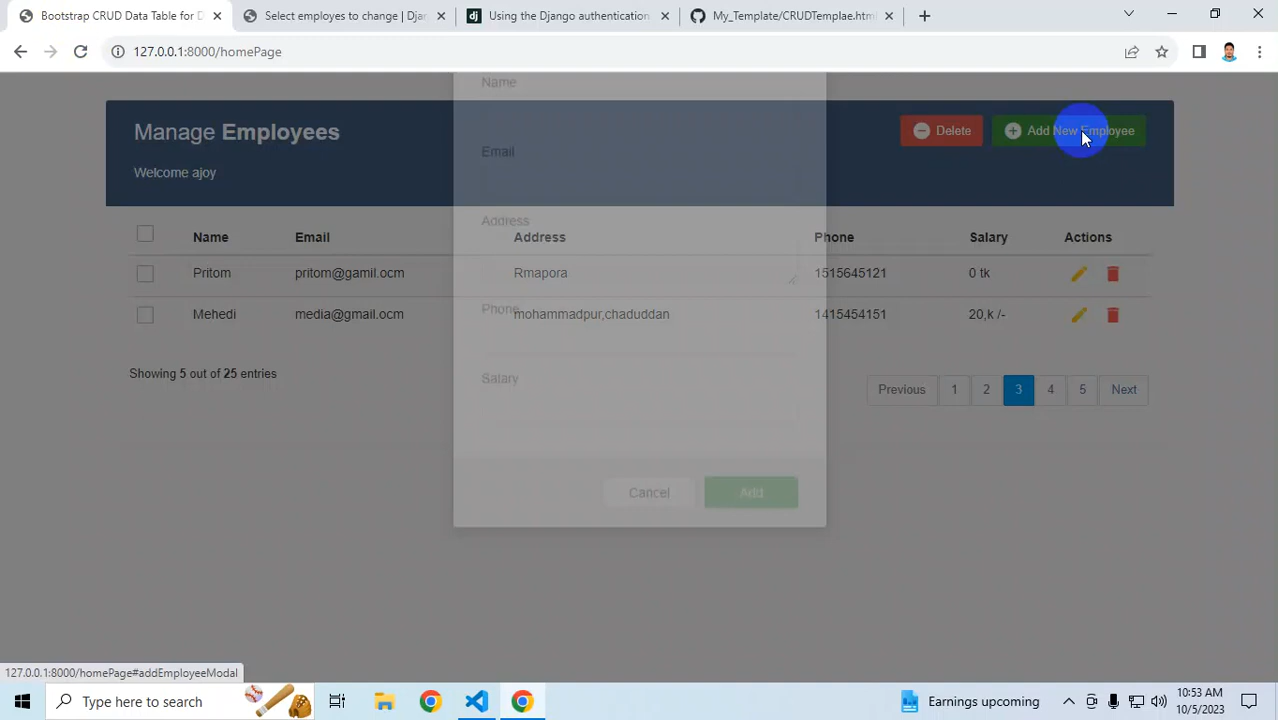 Bootstrap CRUD Data Table for D
Select employes to change | Djan
Using the Django authentication
My_Template/CRUDTemplae.html
127.0.0.1:8000/homePage
Name
Manage Employees
Delete
Add New Employee
Email
Welcome ajoy
Address
Name Email Address Phone Salary Actions
Pritom pritom@gamil.ocm Rmapora 1515645121 0 tk
Phone
Mehedi media@gmail.ocm mohammadpur,chaduddan 1415454151 20,k /-
Showing 5 out of 25 entries
Salary
Previous 1 2 3 4 5 Next
Cancel Add
127.0.0.1:8000/homePage#addEmployeeModal
Type here to search
Earnings upcoming
10:53 AM
10/5/2023